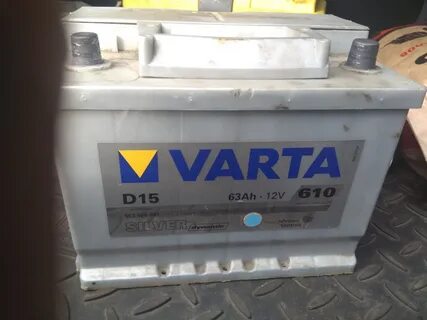 VARTA
D15 63Ah · 12V 610
SILVER dynamic